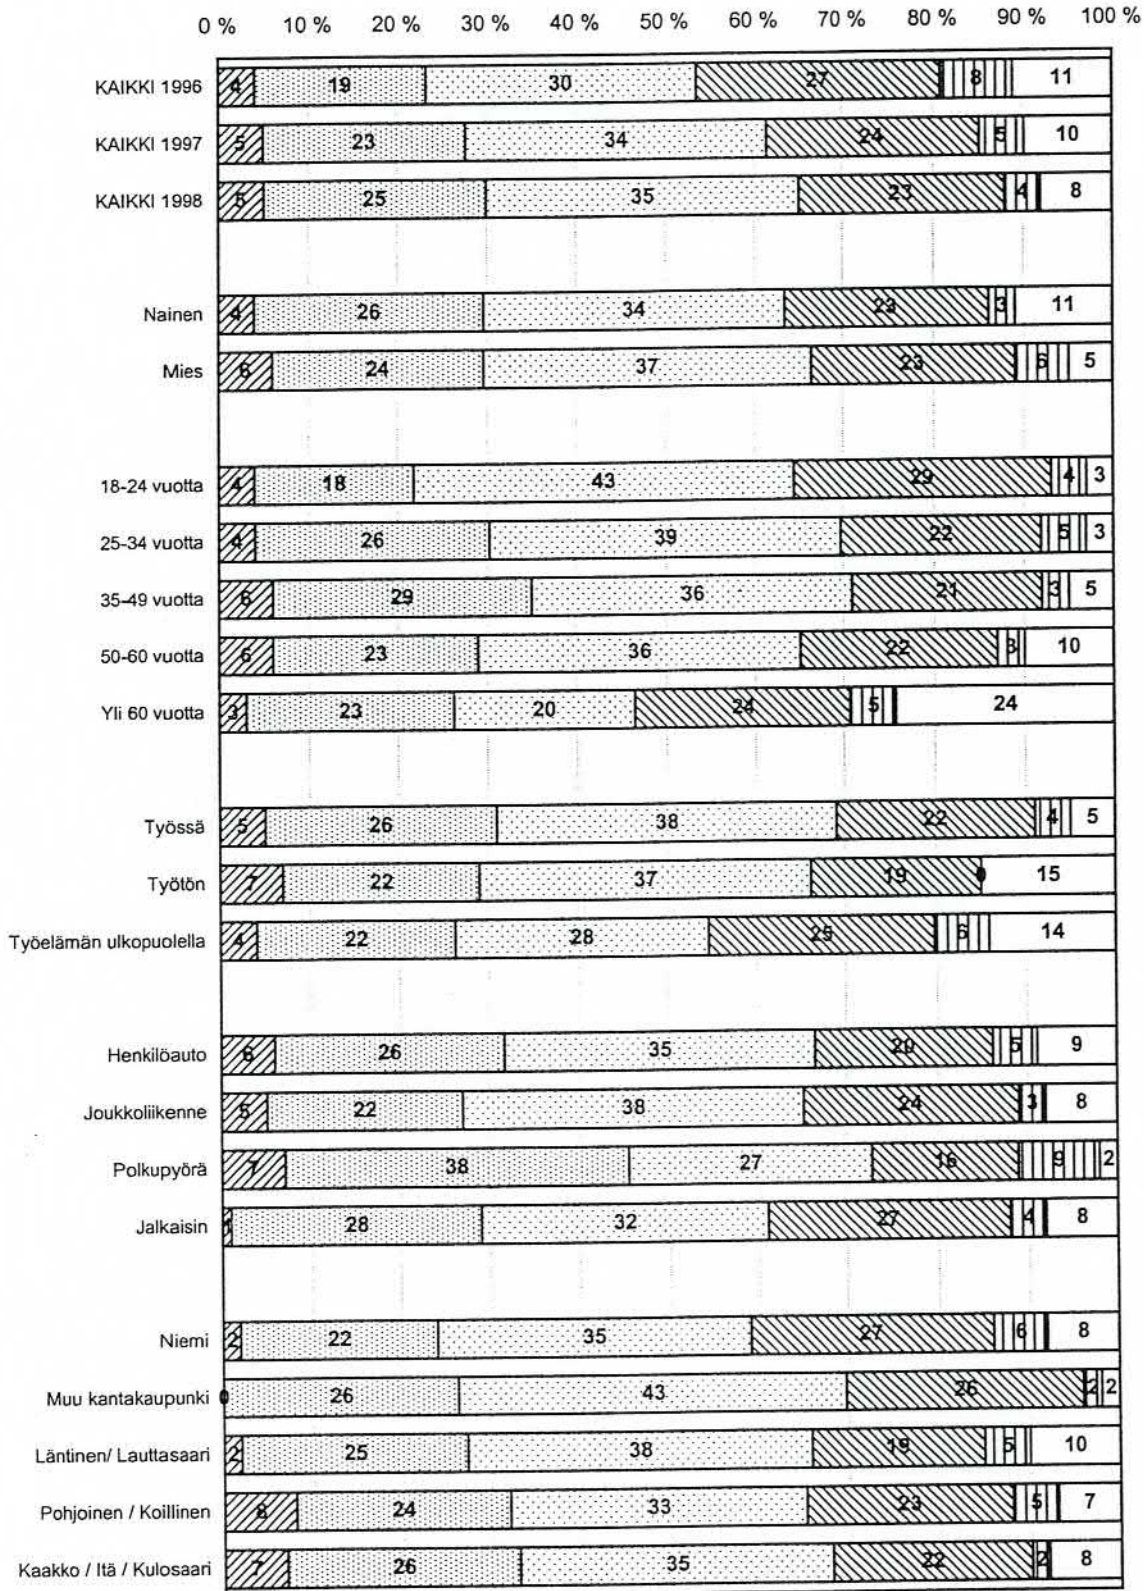 0 % 10 % 20 % 30 % 40 % 50 % 60 % 70 % 80 % 90 % 100 %
KAIKKI 1996 4 19 30 27 8 11
KAIKKI 1997 5 23 34 24 5 10
KAIKKI 1998 5 25 35 23 4 8
Nainen 4 26 34 23 3 11
Mies 6 24 37 23 6 5
18-24 vuotta 4 18 43 29 4 3
25-34 vuotta 4 26 39 22 5 3
35-49 vuotta 6 29 36 21 3 5
50-60 vuotta 6 23 36 22 3 10
Yli 60 vuotta 3 23 20 24 5 24
Työssä 5 26 38 22 4 5
Työtön 7 22 37 19 0 15
Työelämän ulkopuolella 4 22 28 25 6 14
Henkilöauto 6 26 35 20 5 9
Joukkoliikenne 5 22 38 24 3 8
Polkupyörä 7 38 27 16 9 2
Jalkaisin 1 28 32 27 4 8
Niemi 2 22 35 27 6 8
Muu kantakaupunki 0 26 43 26 2 2
Läntinen/ Lauttasaari 2 25 38 19 5 10
Pohjoinen / Koillinen 8 24 33 23 5 7
Kaakko / Itä / Kulosaari 7 26 35 22 2 8